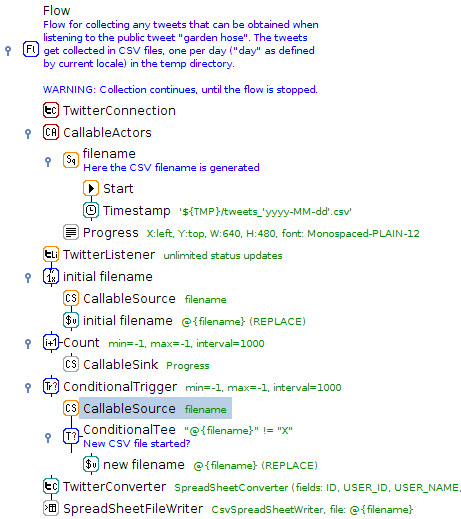 Flow
Flow for collecting any tweets that can be obtained when
listening to the public tweet "garden hose". The tweets
get collected in CSV files, one per day ("day" as defined
by current locale) in the temp directory.
WARNING: Collection continues, until the flow is stopped.
TwitterConnection
CallableActors
filename
Here the CSV filename is generated
Start
Timestamp '${TMP}/tweets_'yyyy-MM-dd'.csv'
Progress X:left, Y:top, W:640, H:480, font: Monospaced-PLAIN-12
TwitterListener unlimited status updates
initial filename
CallableSource filename
initial filename @{filename} (REPLACE)
Count min=-1, max=-1, interval=1000
CallableSink Progress
ConditionalTrigger min=-1, max=-1, interval=1000
CallableSource filename
ConditionalTee "@{filename}" != "X"
New CSV file started?
new filename @{filename} (REPLACE)
TwitterConverter SpreadSheetConverter (fields: ID, USER_ID, USER_NAME,
SpreadSheetFileWriter CsvSpreadSheetWriter, file: @{filename}